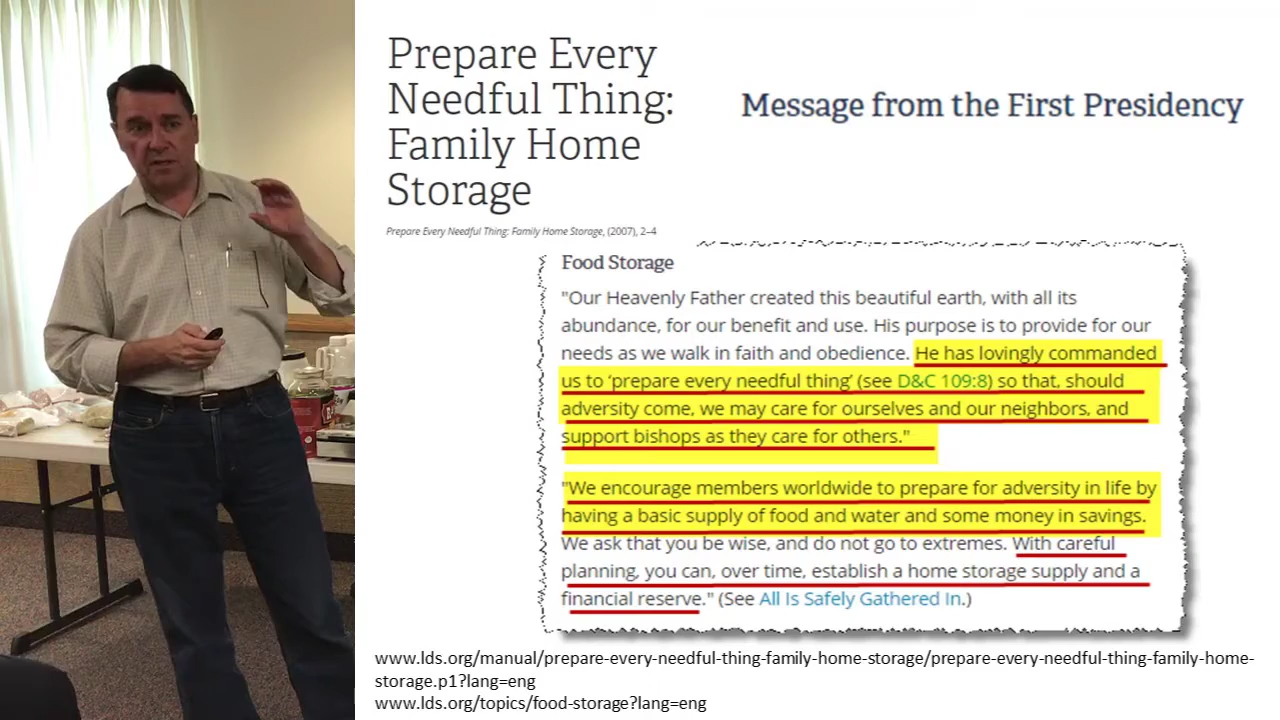 Prepare Every
Needful Thing:
Family Home
Storage
Message from the First Presidency
Prepare Every Needful Thing: Family Home Storage, (2007), 2–4
Food Storage
"Our Heavenly Father created this beautiful earth, with all its
abundance, for our benefit and use. His purpose is to provide for our
needs as we walk in faith and obedience. He has lovingly commanded
us to ‘prepare every needful thing’ (see D&C 109:8) so that, should
adversity come, we may care for ourselves and our neighbors, and
support bishops as they care for others."
"We encourage members worldwide to prepare for adversity in life by
having a basic supply of food and water and some money in savings.
We ask that you be wise, and do not go to extremes. With careful
planning, you can, over time, establish a home storage supply and a
financial reserve." (See All Is Safely Gathered In.)
www.lds.org/manual/prepare-every-needful-thing-family-home-storage/prepare-every-needful-thing-family-home-
storage.p1?lang=eng
www.lds.org/topics/food-storage?lang=eng